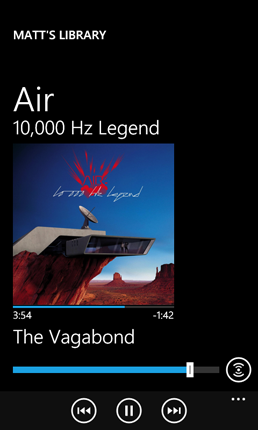 MATT'S LIBRARY
Air
10,000 Hz Legend
10 000 Hz Legend
3:54 -1:42
The Vagabond